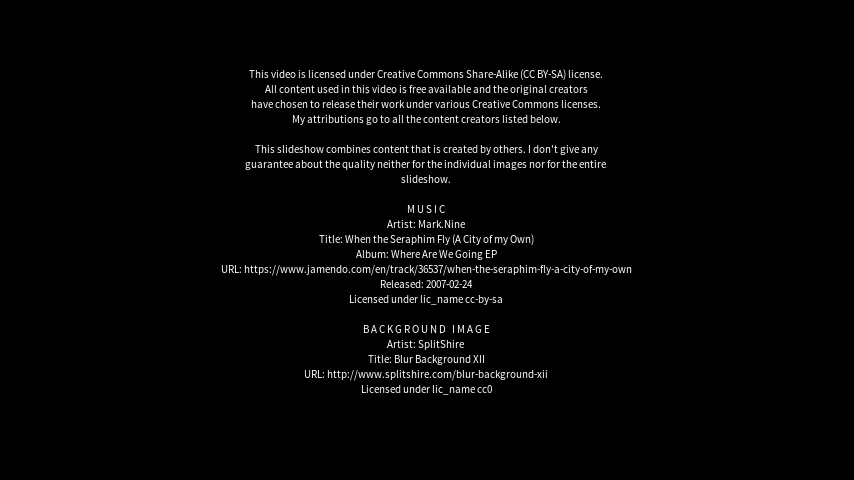 This video is licensed under Creative Commons Share-Alike (CC BY-SA) license.
All content used in this video is free available and the original creators
have chosen to release their work under various Creative Commons licenses.
My attributions go to all the content creators listed below.
This slideshow combines content that is created by others. I don't give any
guarantee about the quality neither for the individual images nor for the entire
slideshow.
MUSIC
Artist: Mark.Nine
Title: When the Seraphim Fly (A City of my Own)
Album: Where Are We Going EP
URL: https://www.jamendo.com/en/track/36537/when-the-seraphim-fly-a-city-of-my-own
Released: 2007-02-24
Licensed under lic_name cc-by-sa
BACKGROUND IMAGE
Artist: SplitShire
Title: Blur Background XII
URL: http://www.splitshire.com/blur-background-xii
Licensed under lic_name cc0